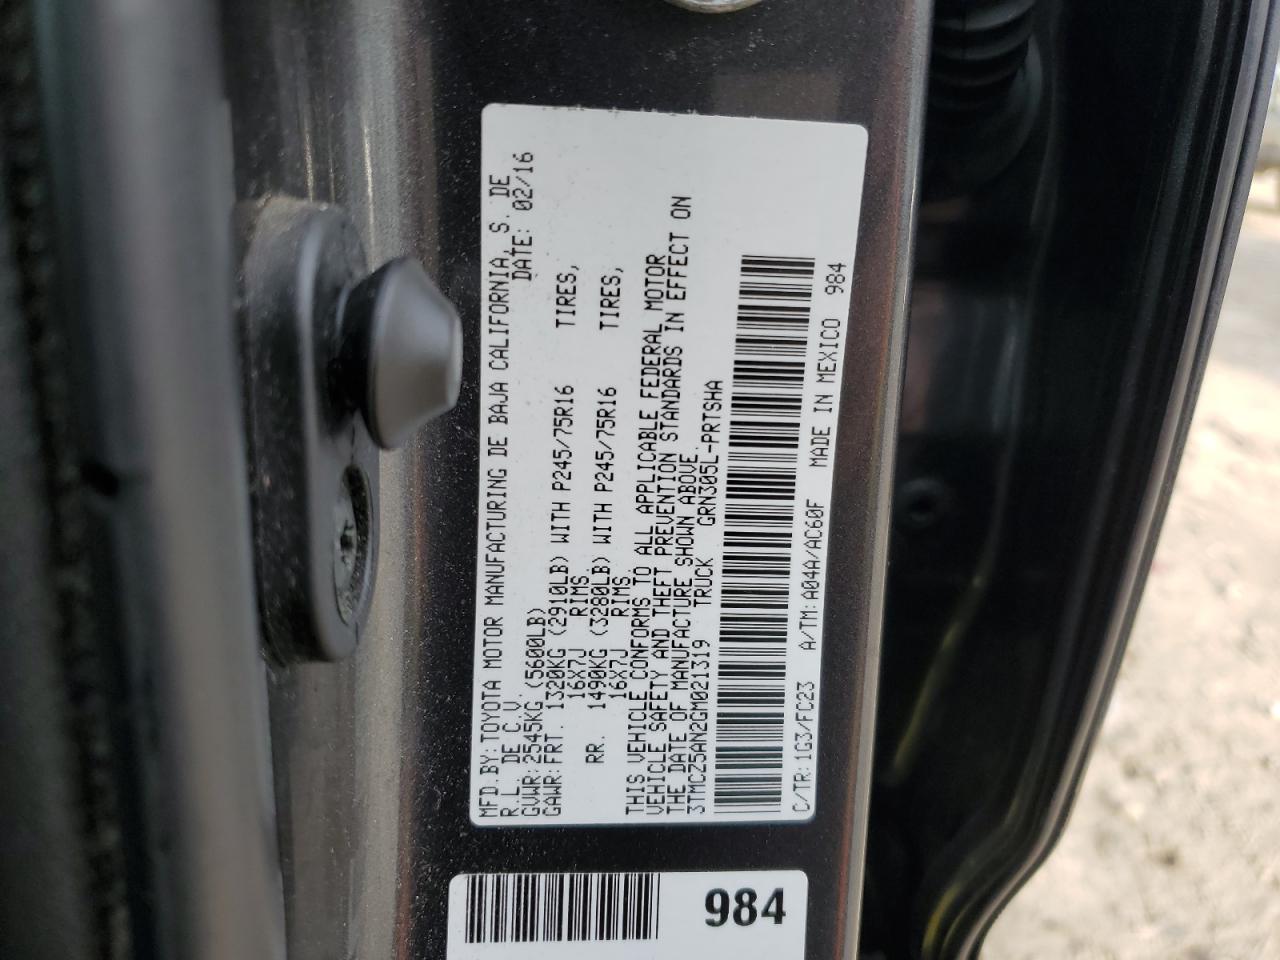 MFD.BY: TOYOTA MOTOR MANUFACTURING DE BAJA CALIFORNIA, S. DE
R.L. DE C.V. DATE: 02/16
GVWR: 2545KG (5600LB)
GAWR: FRT. 1320KG (2910LB) WITH P245/75R16 TIRES,
16X7J RIMS,
RR. 1490KG (3280LB) WITH P245/75R16 TIRES,
16X7J RIMS.
THIS VEHICLE CONFORMS TO ALL APPLICABLE FEDERAL MOTOR
VEHICLE SAFETY AND THEFT PREVENTION STANDARDS IN EFFECT ON
THE DATE OF MANUFACTURE SHOWN ABOVE.
3TMCZ5AN2GM021319 TRUCK GRN305L-PRTSHA
C/TR: 1G3/FC23 A/TM: A04A/AC60F MADE IN MEXICO 984
984